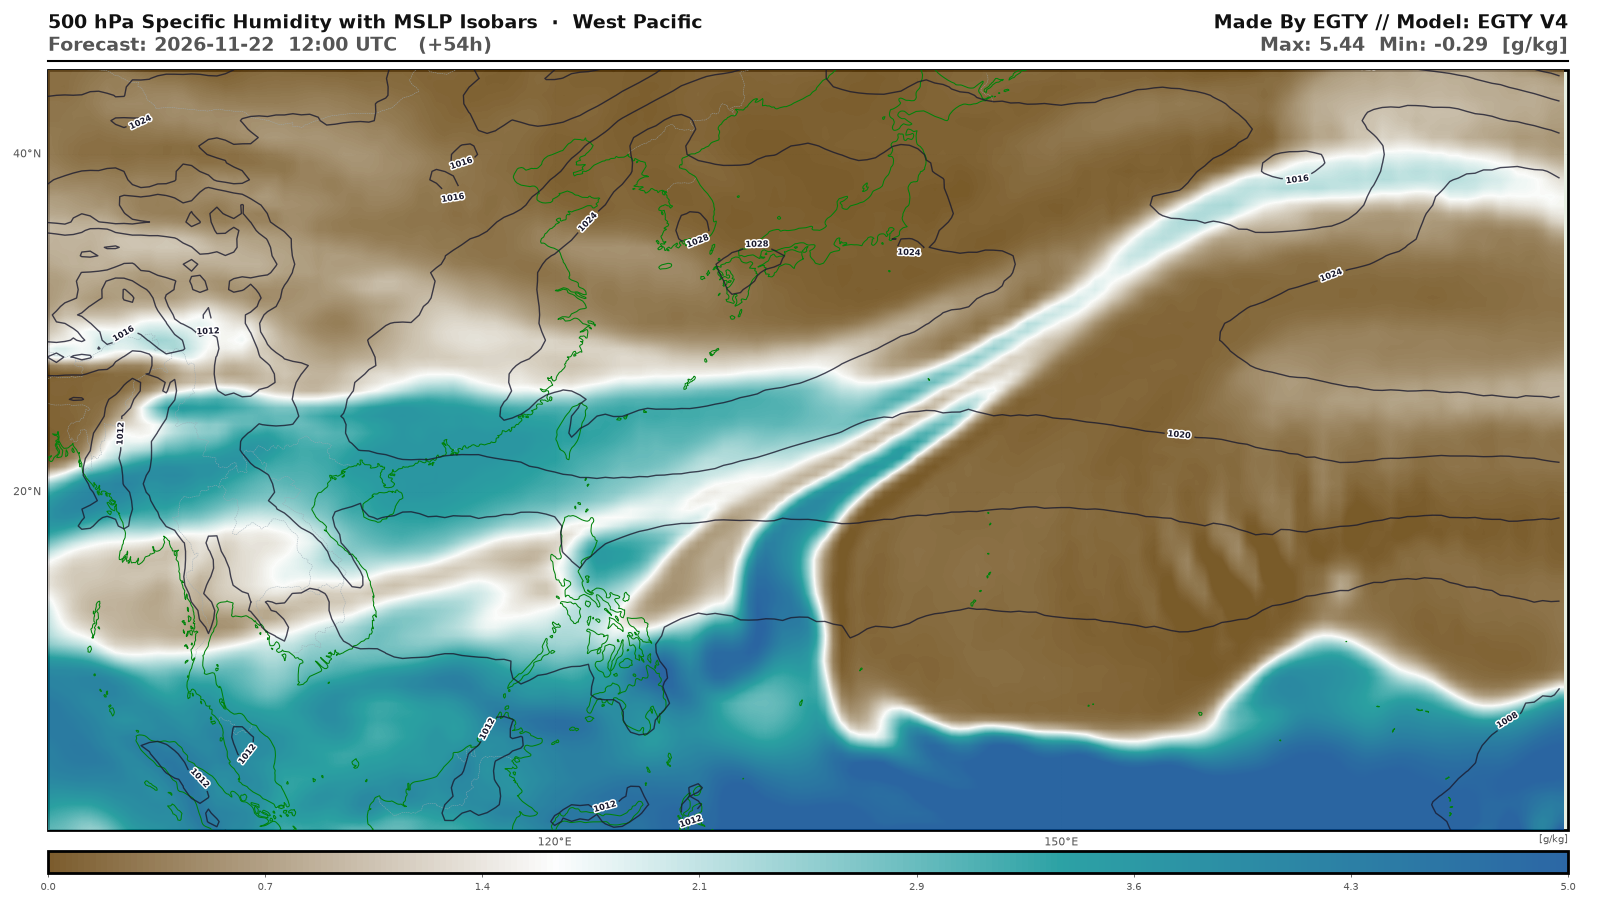 500 hPa Specific Humidity with MSLP Isobars · West Pacific
Made By EGTY // Model: EGTY V4
Forecast: 2026-11-22 12:00 UTC (+54h)
Max: 5.44 Min: -0.29 [g/kg]
1024
40°N
1016
1016
1016
1024
1028
1028
1024
1024
1012
1016
1012
1020
20°N
1008
1012
1012
1012
1012
1012
120°E
150°E
[g/kg]
0.0 0.7 1.4 2.1 2.9 3.6 4.3 5.0